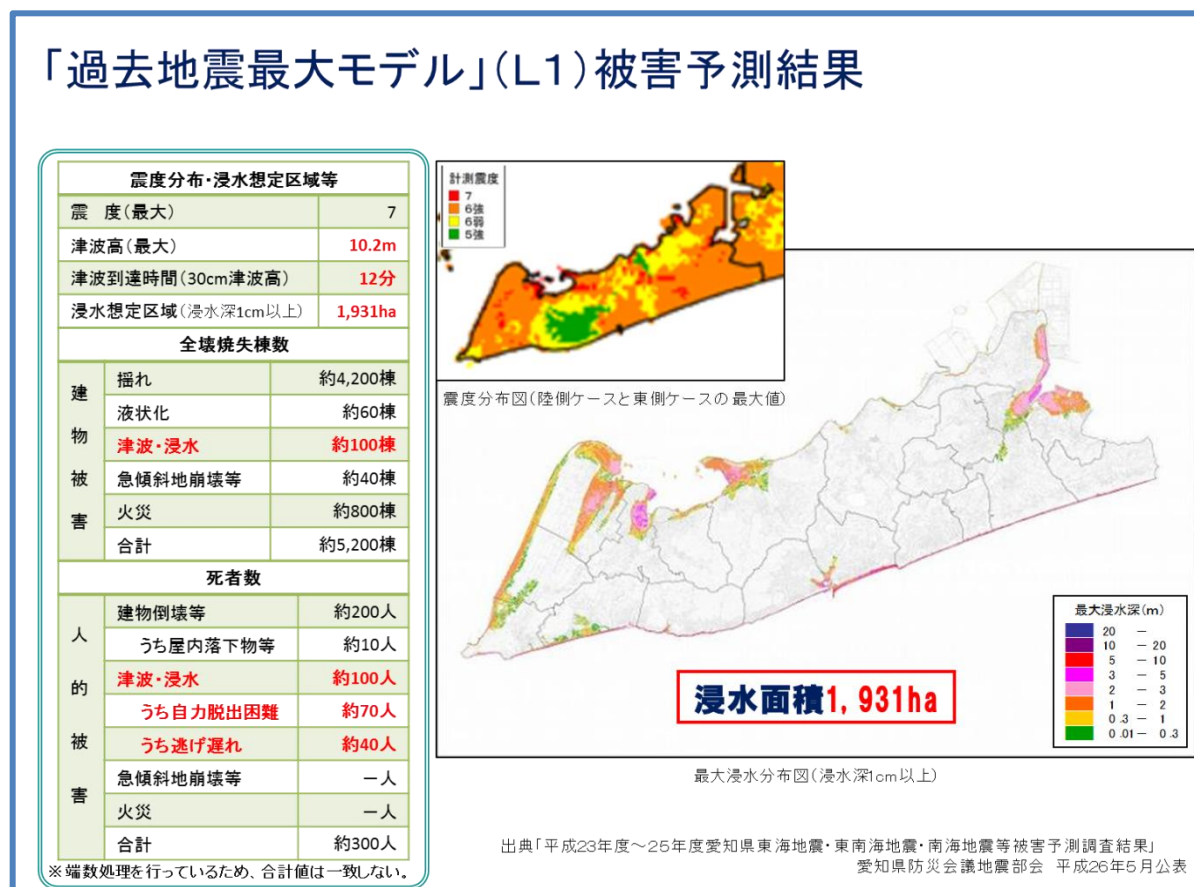 「過去地震最大モデル」(L1)被害予測結果
震度分布・浸水想定区域等
震 度(最大) 7
津波高(最大) 10.2m
津波到達時間(30cm津波高) 12分
浸水想定区域(浸水深1cm以上) 1,931ha
全壊焼失棟数
建物被害
揺れ 約4,200棟
液状化 約60棟
津波・浸水 約100棟
急傾斜地崩壊等 約40棟
火災 約800棟
合計 約5,200棟
死者数
人的被害
建物倒壊等 約200人
うち屋内落下物等 約10人
津波・浸水 約100人
うち自力脱出困難 約70人
うち逃げ遅れ 約40人
急傾斜地崩壊等 －人
火災 －人
合計 約300人
※端数処理を行っているため、合計値は一致しない。
計測震度
7
6強
6弱
5強
震度分布図(陸側ケースと東側ケースの最大値)
最大浸水深(m)
20 －
10 － 20
5 － 10
3 － 5
2 － 3
1 － 2
0.3 － 1
0.01 － 0.3
浸水面積1,931ha
最大浸水分布図(浸水深1cm以上)
出典「平成23年度～25年度愛知県東海地震・東南海地震・南海地震等被害予測調査結果」
愛知県防災会議地震部会 平成26年5月公表